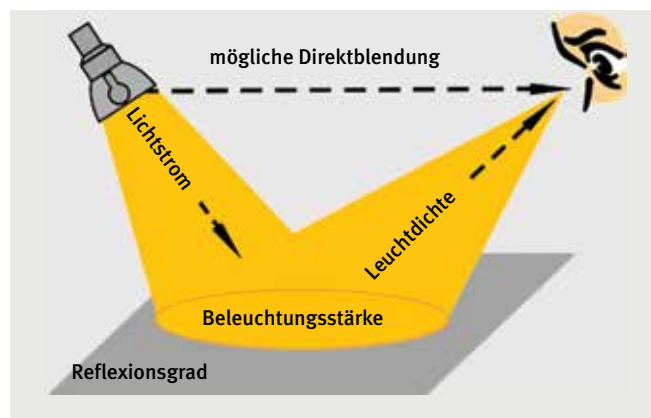 mögliche Direktblendung
Lichtstrom
Leuchtdichte
Beleuchtungsstärke
Reflexionsgrad